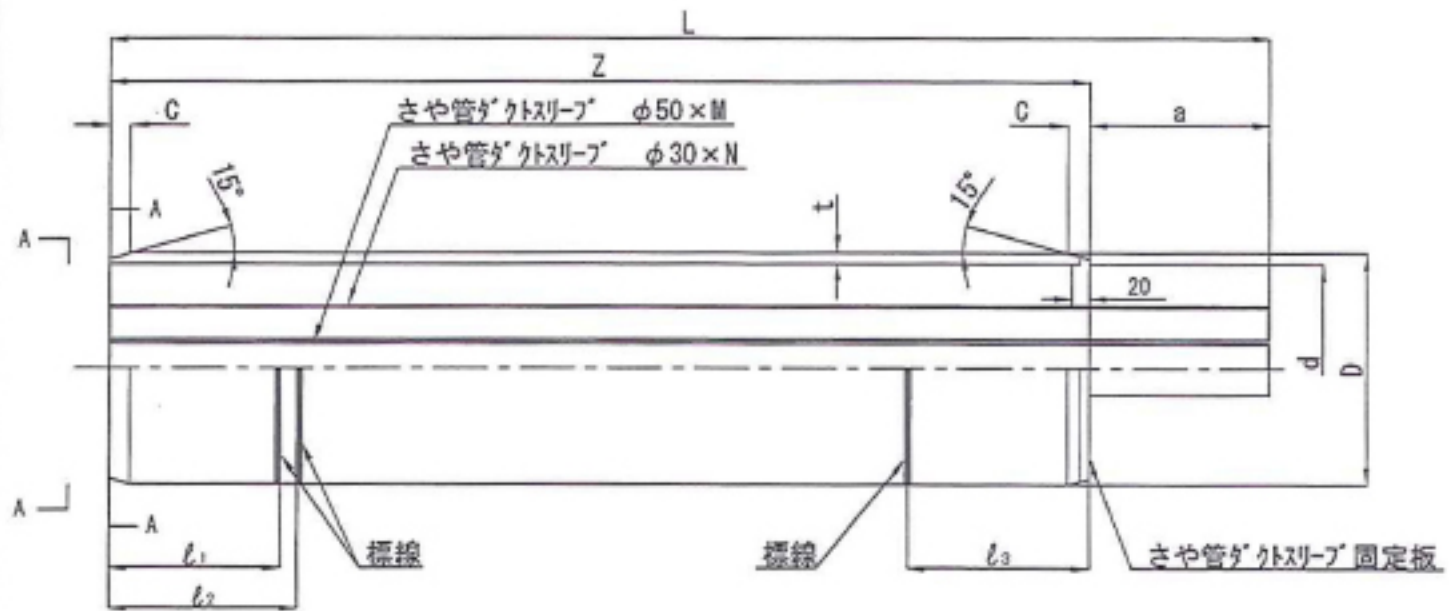 L
Z
C
さや管ダクトスリーブ φ50×M
C
a
さや管ダクトスリーブ φ30×N
15°
15°
A
t
A
20
d
D
A
A
ℓ1
標線
標線
ℓ3
さや管ダクトスリーブ固定板
ℓ2